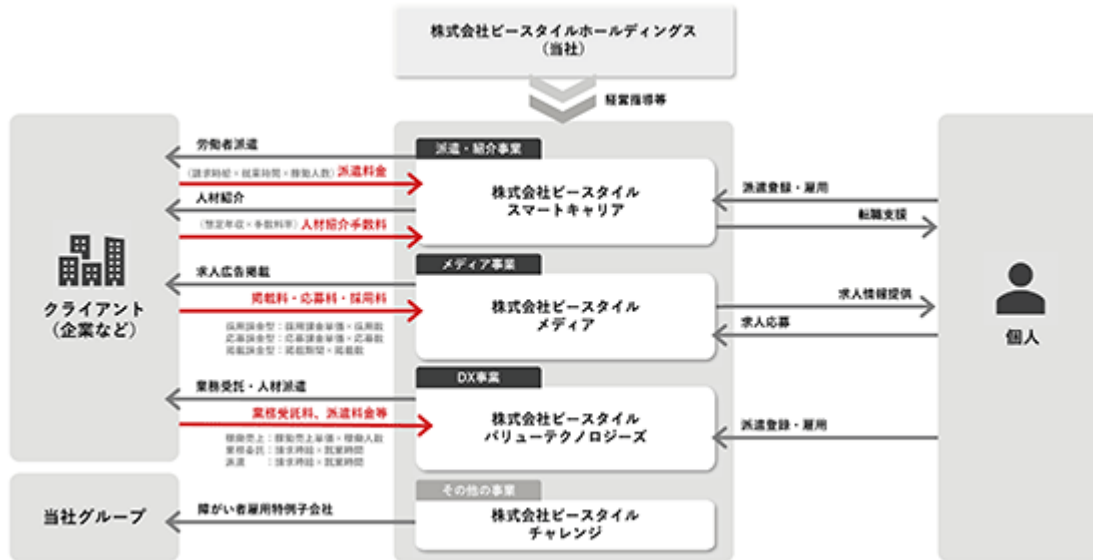 株式会社ビースタイルホールディングス
（当社）
経営指導等
労働者派遣
（請求時給×就業時間×稼働人数）派遣料金
人材紹介
（想定年収×手数料率）人材紹介手数料
派遣・紹介事業
株式会社ビースタイル
スマートキャリア
派遣登録・雇用
転職支援
クライアント
（企業など）
求人広告掲載
掲載料・応募料・採用料
採用課金型：採用課金単価×採用数
応募課金型：応募課金単価×応募数
掲載課金型：掲載期間×掲載数
メディア事業
株式会社ビースタイル
メディア
求人情報提供
求人応募
個人
業務受託・人材派遣
業務受託料、派遣料金等
稼働売上：稼働売上単価×稼働人数
業務委託：請求時給×就業時間
派遣　　：請求時給×就業時間
DX事業
株式会社ビースタイル
バリューテクノロジーズ
派遣登録・雇用
当社グループ
障がい者雇用特例子会社
その他の事業
株式会社ビースタイル
チャレンジ